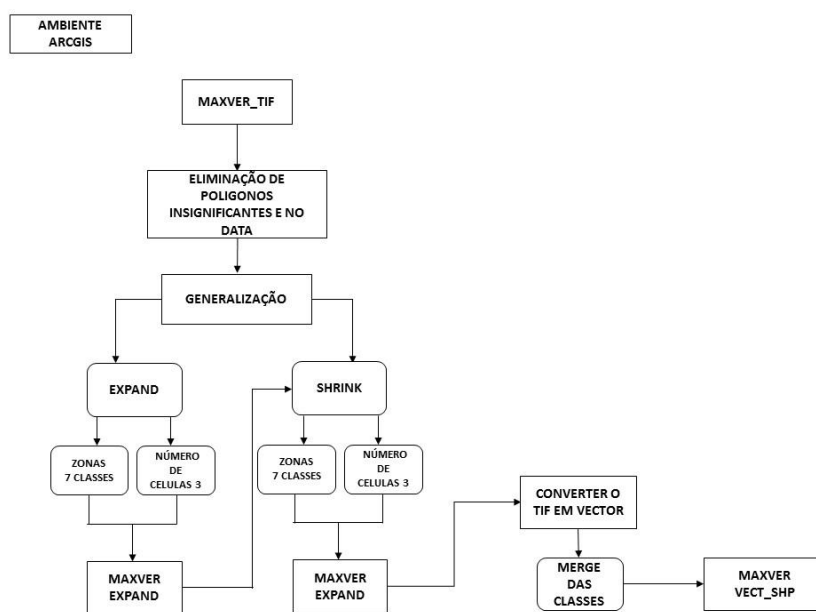 AMBIENTE
ARCGIS
MAXVER_TIF
ELIMINAÇÃO DE
POLIGONOS
INSIGNIFICANTES E NO
DATA
GENERALIZAÇÃO
EXPAND
SHRINK
ZONAS
7 CLASSES
NÚMERO
DE
CELULAS 3
ZONAS
7 CLASSES
NÚMERO
DE
CELULAS 3
MAXVER
EXPAND
MAXVER
EXPAND
CONVERTER O
TIF EM VECTOR
MERGE
DAS
CLASSES
MAXVER
VECT_SHP